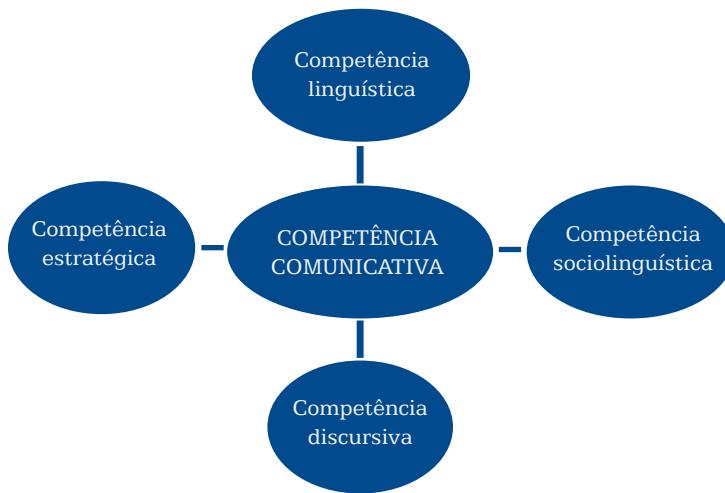 Competência
linguística
Competência
estratégica
COMPETÊNCIA
COMUNICATIVA
Competência
sociolinguística
Competência
discursiva